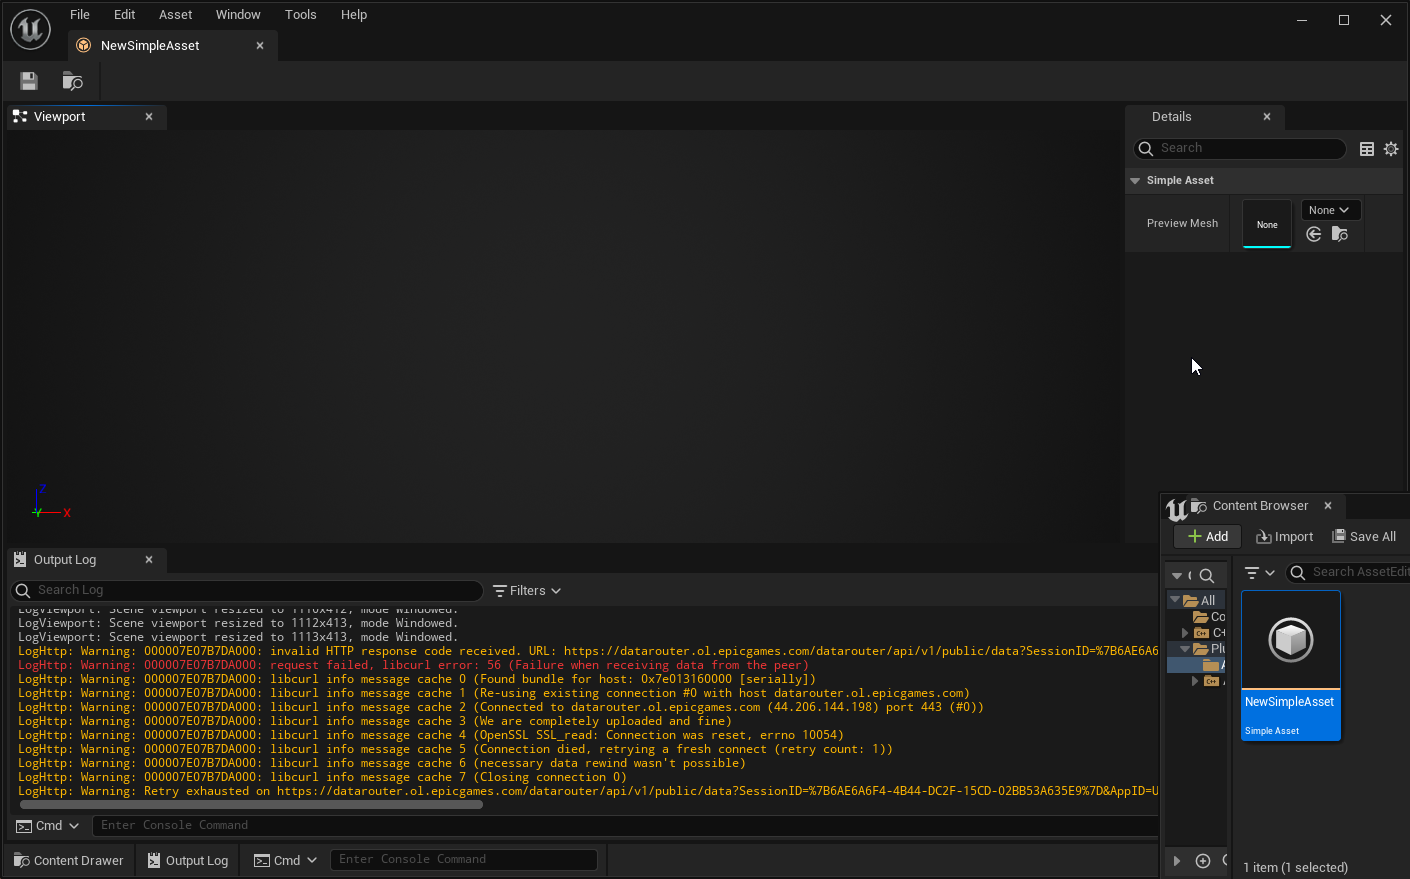 File Edit Asset Window Tools Help
NewSimpleAsset
Viewport
Details
Search
Simple Asset
Preview Mesh
None
None
Z
Y
X
Output Log
Search Log
Filters
LogViewport: Scene viewport resized to 1110x412, mode Windowed.
LogViewport: Scene viewport resized to 1112x413, mode Windowed.
LogViewport: Scene viewport resized to 1113x413, mode Windowed.
LogHttp: Warning: 000007E07B7DA000: invalid HTTP response code received. URL: https://datarouter.ol.epicgames.com/datarouter/api/v1/public/data?SessionID=%7B6AE6A6
LogHttp: Warning: 000007E07B7DA000: request failed, libcurl error: 56 (Failure when receiving data from the peer)
LogHttp: Warning: 000007E07B7DA000: libcurl info message cache 0 (Found bundle for host: 0x7e013160000 [serially])
LogHttp: Warning: 000007E07B7DA000: libcurl info message cache 1 (Re-using existing connection #0 with host datarouter.ol.epicgames.com)
LogHttp: Warning: 000007E07B7DA000: libcurl info message cache 2 (Connected to datarouter.ol.epicgames.com (44.206.144.198) port 443 (#0))
LogHttp: Warning: 000007E07B7DA000: libcurl info message cache 3 (We are completely uploaded and fine)
LogHttp: Warning: 000007E07B7DA000: libcurl info message cache 4 (OpenSSL SSL_read: Connection was reset, errno 10054)
LogHttp: Warning: 000007E07B7DA000: libcurl info message cache 5 (Connection died, retrying a fresh connect (retry count: 1))
LogHttp: Warning: 000007E07B7DA000: libcurl info message cache 6 (necessary data rewind wasn't possible)
LogHttp: Warning: 000007E07B7DA000: libcurl info message cache 7 (Closing connection 0)
LogHttp: Warning: Retry exhausted on https://datarouter.ol.epicgames.com/datarouter/api/v1/public/data?SessionID=%7B6AE6A6F4-4B44-DC2F-15CD-02BB53A635E9%7D&AppID=U
Cmd
Enter Console Command
Content Drawer
Output Log
Cmd
Enter Console Command
Content Browser
Add Import Save All
Search AssetEdit
All
Co
C+
Plu
NewSimpleAsset
Simple Asset
1 item (1 selected)